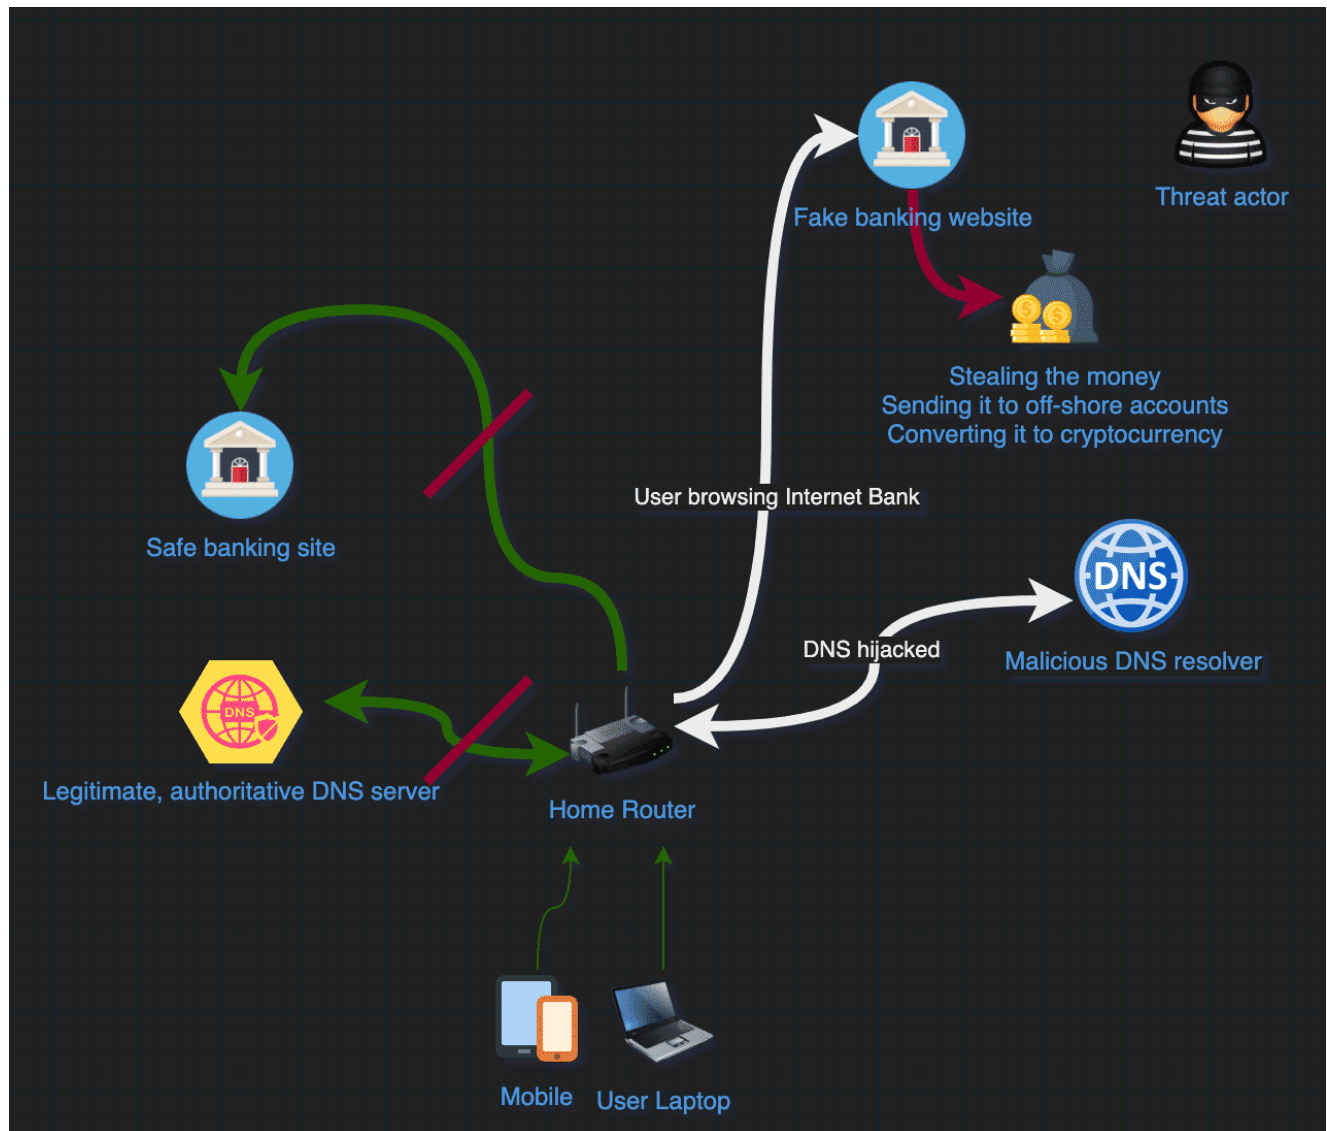 Fake banking website
Threat actor
Stealing the money
Sending it to off-shore accounts
Converting it to cryptocurrency
User browsing Internet Bank
Safe banking site
DNS
DNS hijacked
Malicious DNS resolver
DNS
Legitimate, authoritative DNS server
Home Router
Mobile
User Laptop